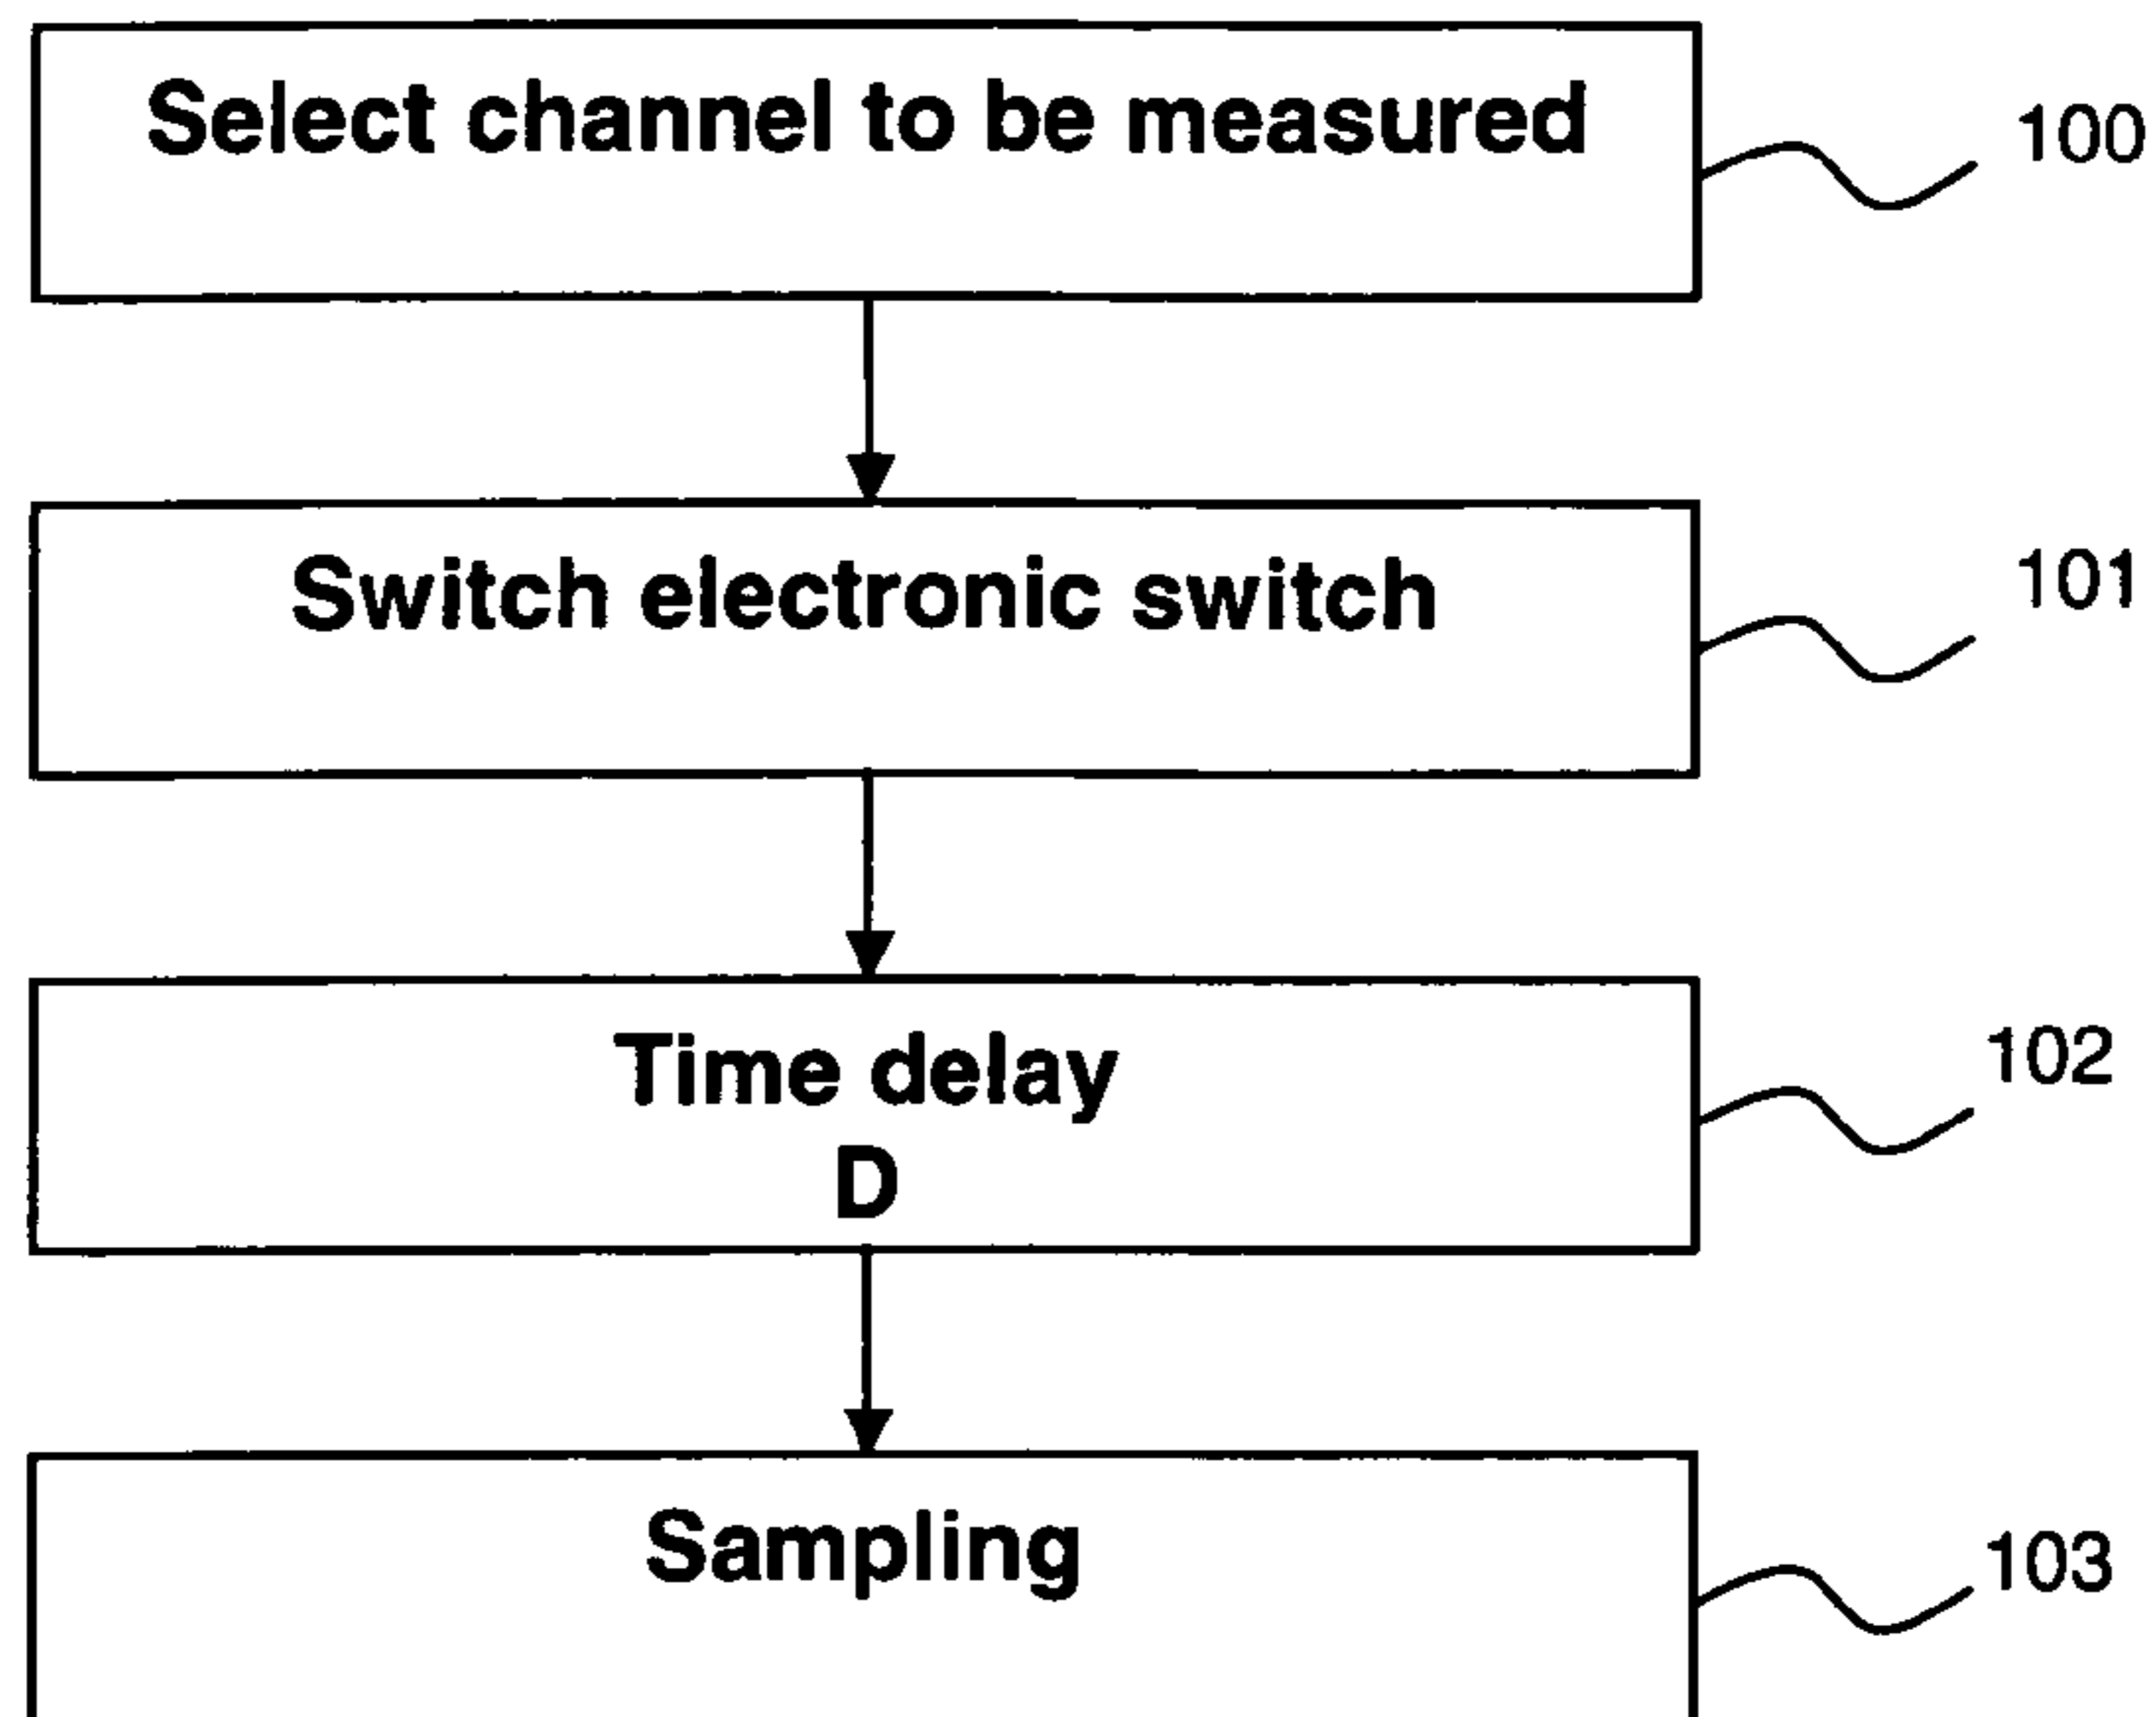 Select channel to be measured
100
Switch electronic switch
101
Time delay
D
102
Sampling
103